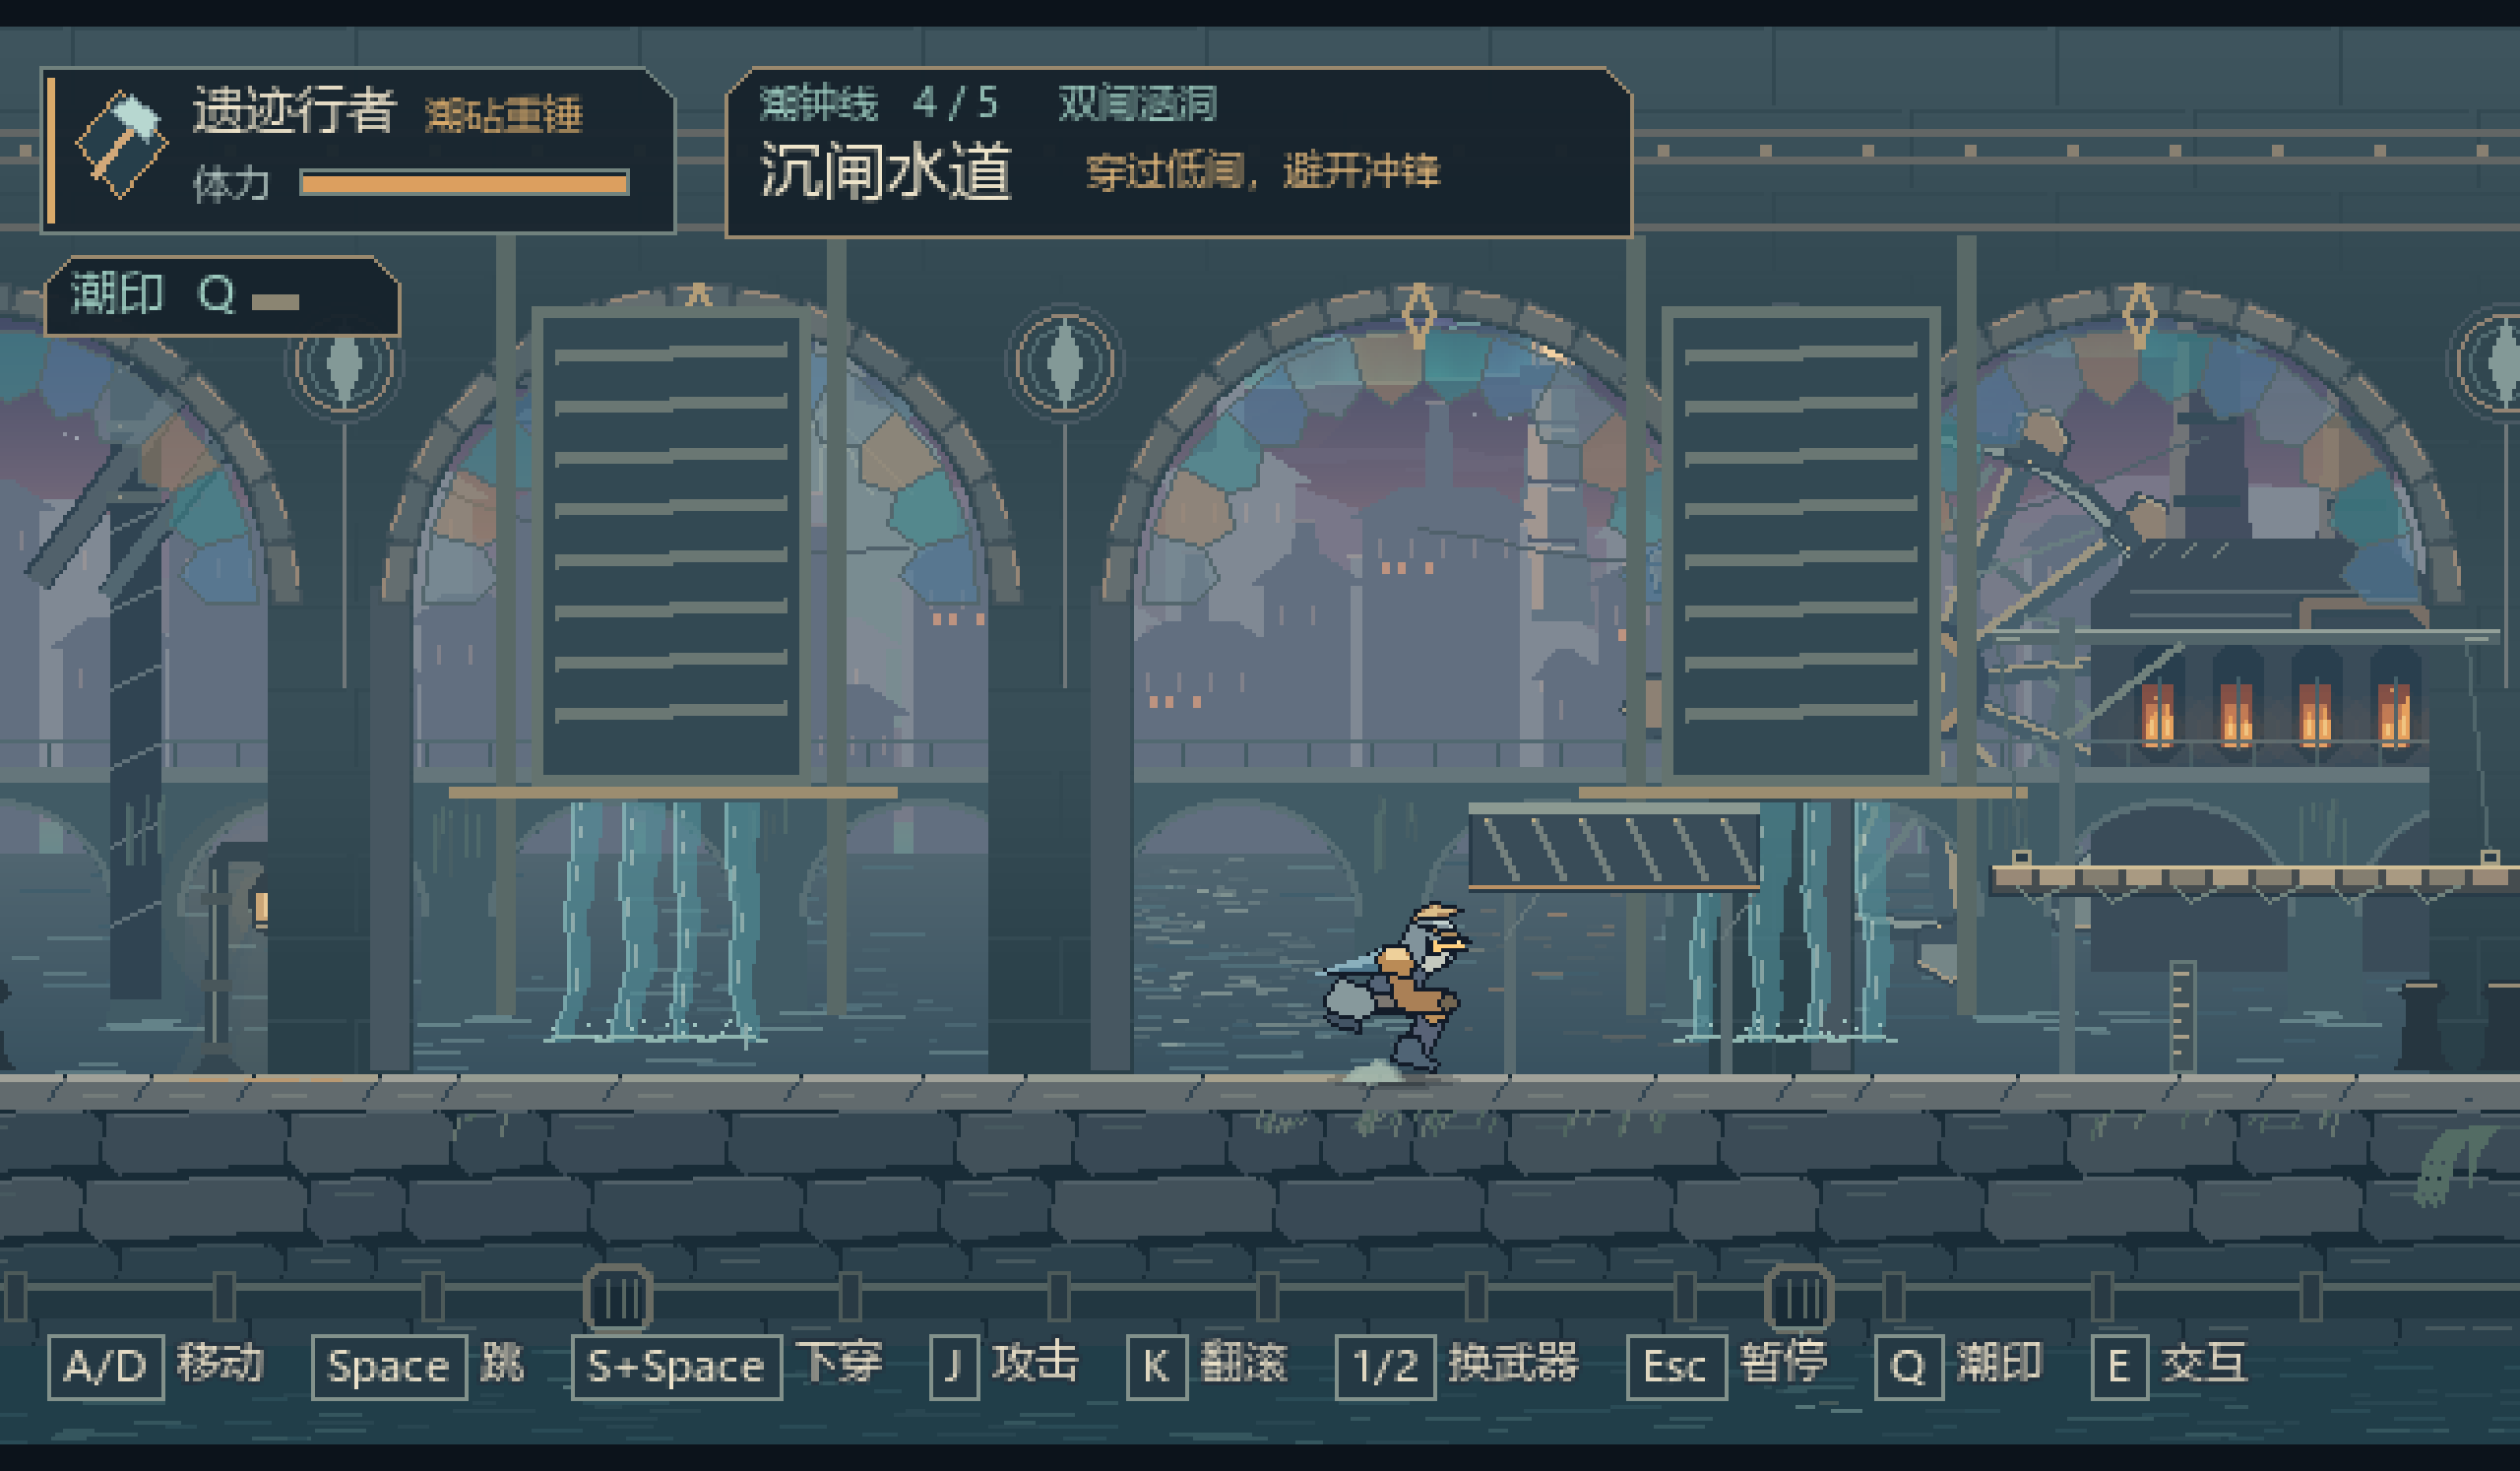 遗迹行者 潮砧重锤
体力
潮钟线 4/5 双闸涵洞
沉闸水道 穿过低闸，避开冲锋
潮印 Q
A/D 移动 Space 跳 S+Space 下穿 J 攻击 K 翻滚 1/2 换武器 Esc 暂停 Q 潮印 E 交互